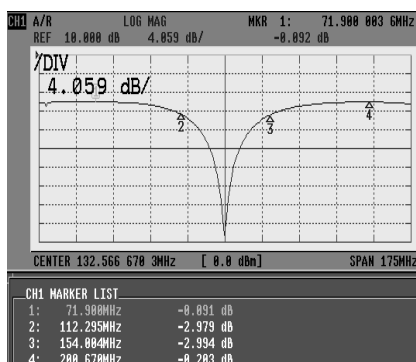 CH1 A/R LOG MAG MKR 1: 71.900 003 6MHz
REF 10.000 dB 4.059 dB/ -0.092 dB
/DIV
4.059 dB/
2
3
4
CENTER 132.566 670 3MHz [ 0.0 dBm] SPAN 175MHz
CH1 MARKER LIST
1: 71.900MHz -0.091 dB
2: 112.295MHz -2.979 dB
3: 154.004MHz -2.994 dB
4: 200.670MHz -0.203 dB